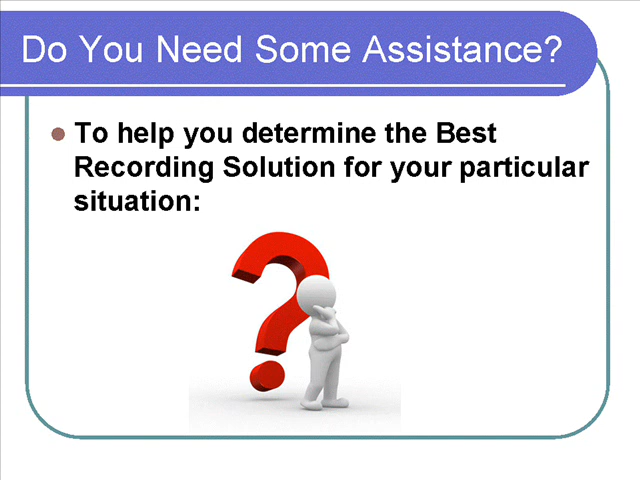 Do You Need Some Assistance?
To help you determine the Best
Recording Solution for your particular
situation: